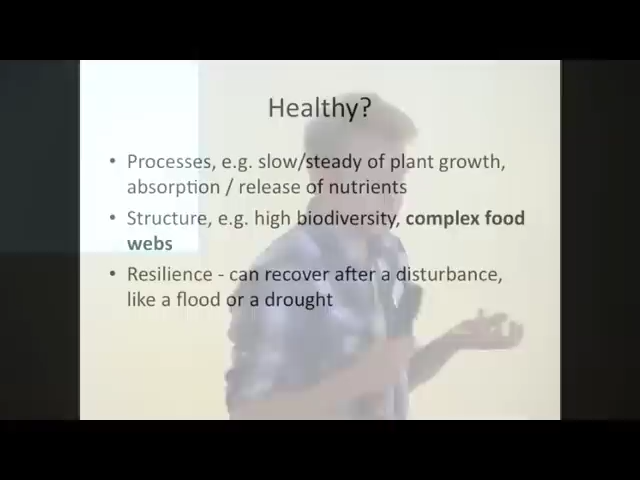 Healthy?
• Processes, e.g. slow/steady of plant growth,
absorption / release of nutrients
• Structure, e.g. high biodiversity, complex food
webs
• Resilience - can recover after a disturbance,
like a flood or a drought